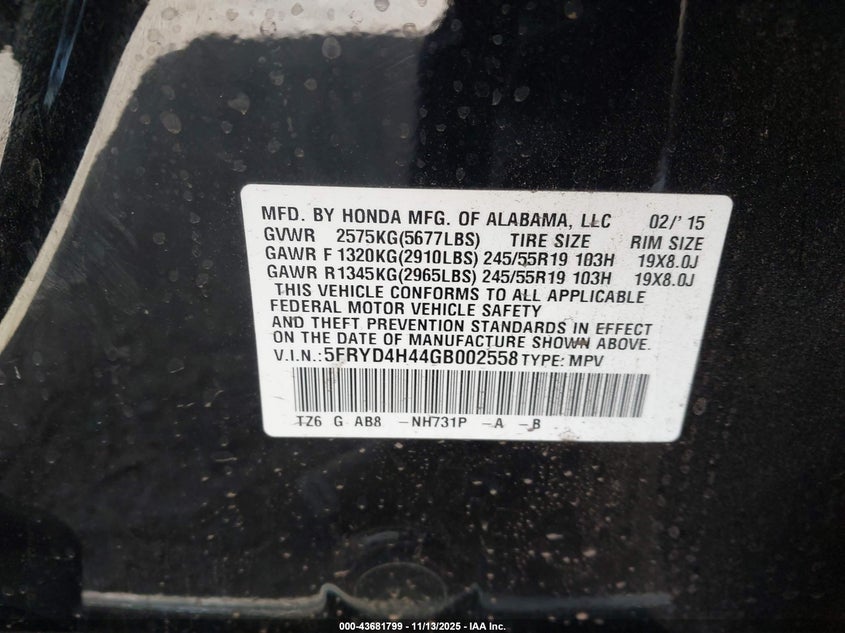 MFD. BY HONDA MFG. OF ALABAMA, LLC 02/'15
GVWR 2575KG(5677LBS) TIRE SIZE RIM SIZE
GAWR F 1320KG(2910LBS) 245/55R19 103H 19X8.0J
GAWR R1345KG(2965LBS) 245/55R19 103H 19X8.0J
THIS VEHICLE CONFORMS TO ALL APPLICABLE
FEDERAL MOTOR VEHICLE SAFETY
AND THEFT PREVENTION STANDARDS IN EFFECT
ON THE DATE OF MANUFACTURE SHOWN ABOVE.
V.I.N.:5FRYD4H44GB002558 TYPE: MPV
TZ6 G AB8 -NH731P -A -B
000-43681799 - 11/13/2025 - IAA Inc.